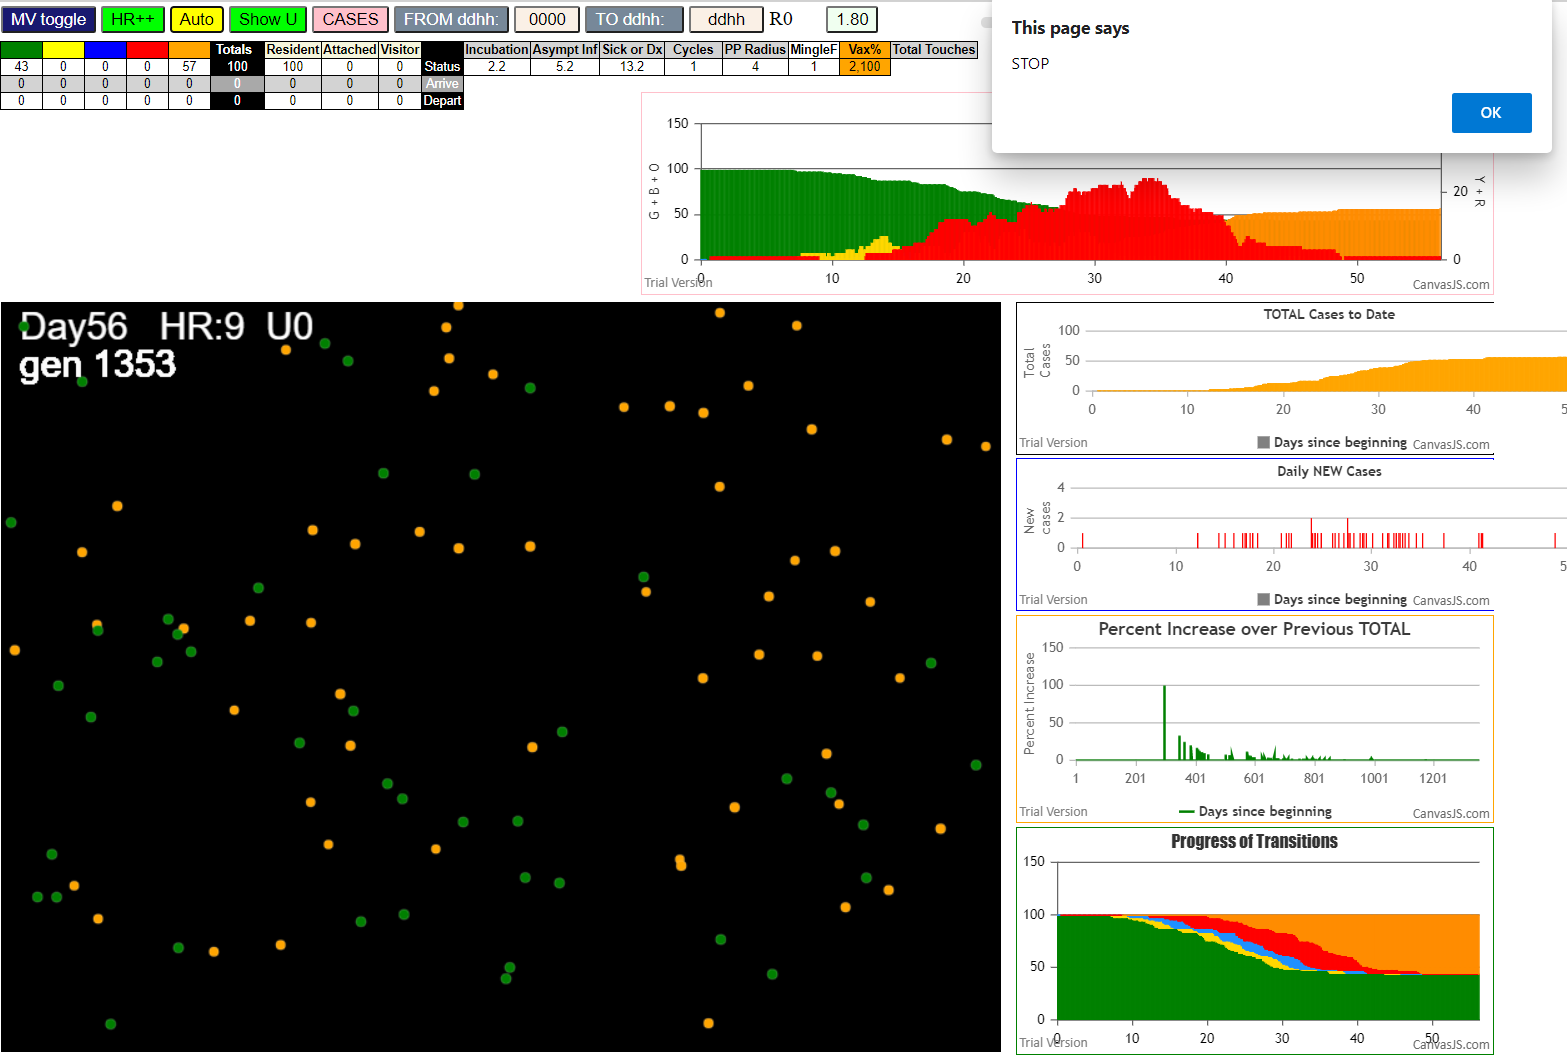 MV toggle HR++ Auto Show U CASES FROM ddhh: 0000 TO ddhh: ddhh R0 1.80
This page says
STOP
OK
Totals Resident Attached Visitor Incubation Asympt Inf Sick or Dx Cycles PP Radius MingleF Vax% Total Touches
43 0 0 0 57 100 100 0 0 Status 2.2 5.2 13.2 1 4 1 2,100
0 0 0 0 0 0 0 0 0 Arrive
0 0 0 0 0 0 0 0 0 Depart
150
100
50
0
G + B + O
20
0
Y + R
0 10 20 30 40 50
Trial Version CanvasJS.com
Day56 HR:9 U0
gen 1353
TOTAL Cases to Date
100
50
0
Total
Cases
0 10 20 30 40 5
Days since beginning
Trial Version CanvasJS.com
Daily NEW Cases
4
2
0
New
cases
0 10 20 30 40 5
Days since beginning
Trial Version CanvasJS.com
Percent Increase over Previous TOTAL
150
100
50
0
Percent Increase
1 201 401 601 801 1001 1201
Days since beginning
Trial Version CanvasJS.com
Progress of Transitions
150
100
50
0
0 10 20 30 40 50
Trial Version CanvasJS.com